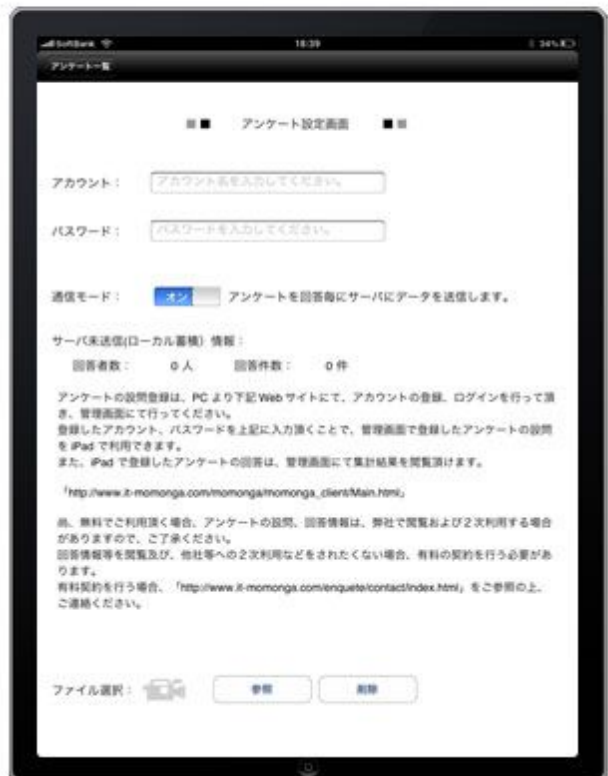 SoftBank 18:39 34%
アンケート一覧
アンケート設定画面
アカウント： アカウント名を入力してください。
パスワード： パスワードを入力してください。
通信モード： オン アンケートを回答毎にサーバにデータを送信します。
サーバ未送信(ローカル蓄積）情報：
回答者数： 0 人 回答件数： 0 件
アンケートの設問登録は、PC より下記 Web サイトにて、アカウントの登録、ログインを行って頂
き、管理画面にて行ってください。
登録したアカウント、パスワードを上記に入力頂くことで、管理画面で登録したアンケートの設問
を iPad で利用できます。
また、iPad で登録したアンケートの回答は、管理画面にて集計結果を閲覧頂けます。
「http://www.it-momonga.com/momonga/momonga_client/Main.html」
尚、無料でご利用頂く場合、アンケートの設問、回答情報は、弊社で閲覧および２次利用する場合
がありますので、ご了承ください。
回答情報等を閲覧及び、他社等への２次利用などをされたくない場合、有料の契約を行う必要があ
ります。
有料契約を行う場合、「http://www.it-momonga.com/enquete/contact/index.html」をご参照の上、
ご連絡ください。
ファイル選択： 参照 削除